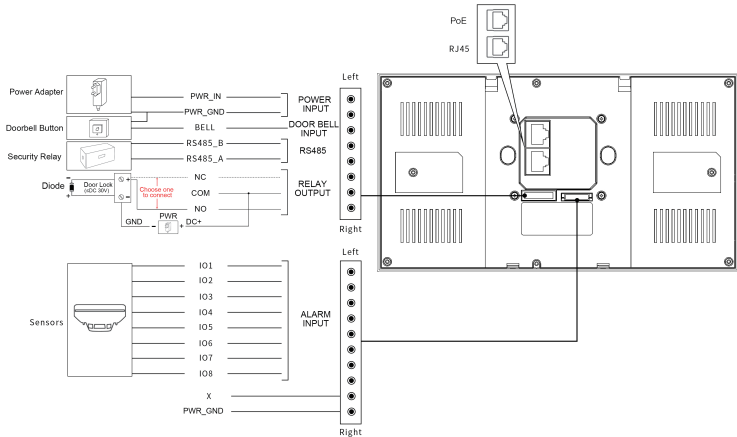 PoE
RJ45
Left
Power Adapter
PWR_IN
PWR_GND
POWER
INPUT
Doorbell Button
BELL
DOOR BELL
INPUT
Security Relay
RS485_B
RS485_A
RS485
Diode
-
+
Door Lock
(≤DC 30V)
+
-
NC
Choose one
to connect
COM
NO
RELAY
OUTPUT
GND
-
PWR
+
DC+
Right
Left
Sensors
IO1
IO2
IO3
IO4
IO5
IO6
IO7
IO8
ALARM
INPUT
X
PWR_GND
Right